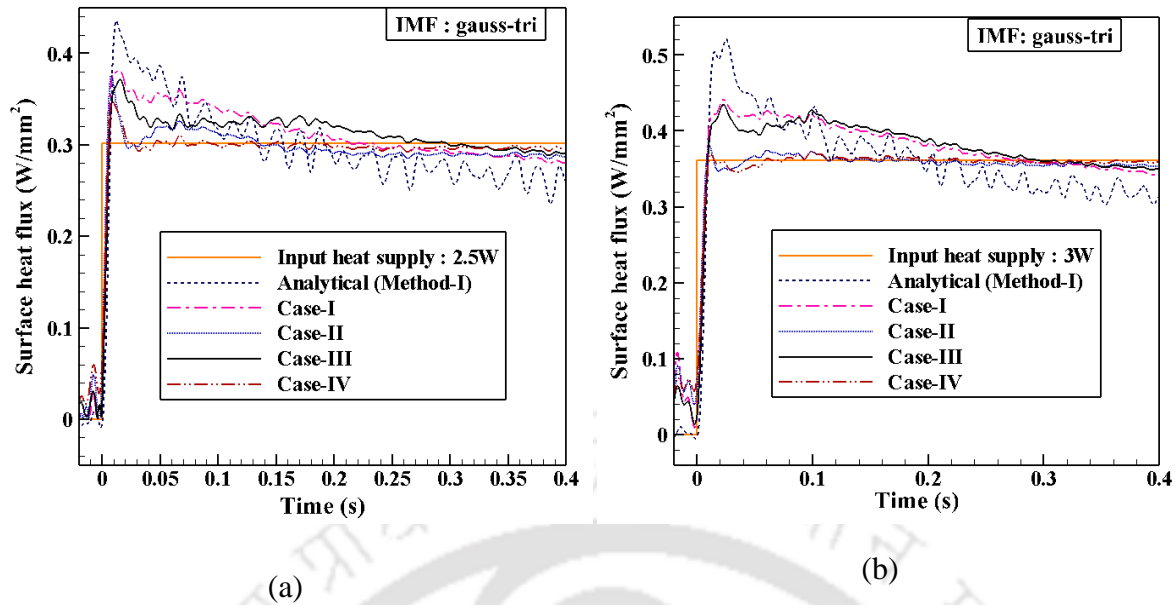 IMF : gauss-tri
Surface heat flux (W/mm²)
0.4
0.3
0.2
0.1
0
Input heat supply : 2.5W
Analytical (Method-I)
Case-I
Case-II
Case-III
Case-IV
0 0.05 0.1 0.15 0.2 0.25 0.3 0.35 0.4
Time (s)
(a)
IMF: gauss-tri
Surface heat flux (W/mm²)
0.5
0.4
0.3
0.2
0.1
0
Input heat supply : 3W
Analytical (Method-I)
Case-I
Case-II
Case-III
Case-IV
0 0.1 0.2 0.3 0.4
Time (s)
(b)